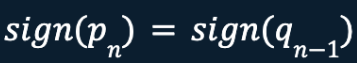 sign(pₙ) = sign(qₙ₋₁)